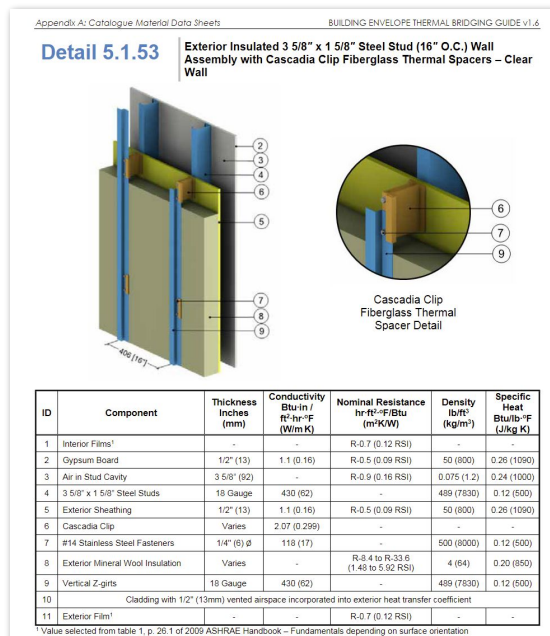 Appendix A: Catalogue Material Data Sheets BUILDING ENVELOPE THERMAL BRIDGING GUIDE v1.6
Detail 5.1.53
Exterior Insulated 3 5/8" x 1 5/8" Steel Stud (16" O.C.) Wall
Assembly with Cascadia Clip Fiberglass Thermal Spacers – Clear
Wall
2
3
4
6
5
7
8
9
406 [16"]
6
7
9
Cascadia Clip
Fiberglass Thermal
Spacer Detail
ID Component Thickness Inches (mm) Conductivity Btu·in / ft²·hr·ºF (W/m K) Nominal Resistance hr·ft²·ºF/Btu (m²K/W) Density lb/ft³ (kg/m³) Specific Heat Btu/lb·ºF (J/kg K)
1 Interior Films¹ - - R-0.7 (0.12 RSI) - -
2 Gypsum Board 1/2" (13) 1.1 (0.16) R-0.5 (0.09 RSI) 50 (800) 0.26 (1090)
3 Air in Stud Cavity 3 5/8" (92) - R-0.9 (0.16 RSI) 0.075 (1.2) 0.24 (1000)
4 3 5/8" x 1 5/8" Steel Studs 18 Gauge 430 (62) - 489 (7830) 0.12 (500)
5 Exterior Sheathing 1/2" (13) 1.1 (0.16) R-0.5 (0.09 RSI) 50 (800) 0.26 (1090)
6 Cascadia Clip Varies 2.07 (0.299) - - -
7 #14 Stainless Steel Fasteners 1/4" (6) Ø 118 (17) - 500 (8000) 0.12 (500)
8 Exterior Mineral Wool Insulation Varies - R-8.4 to R-33.6 (1.48 to 5.92 RSI) 4 (64) 0.20 (850)
9 Vertical Z-girts 18 Gauge 430 (62) - 489 (7830) 0.12 (500)
10 Cladding with 1/2" (13mm) vented airspace incorporated into exterior heat transfer coefficient
11 Exterior Film¹ - - R-0.7 (0.12 RSI) - -
¹ Value selected from table 1, p. 26.1 of 2009 ASHRAE Handbook – Fundamentals depending on surface orientation